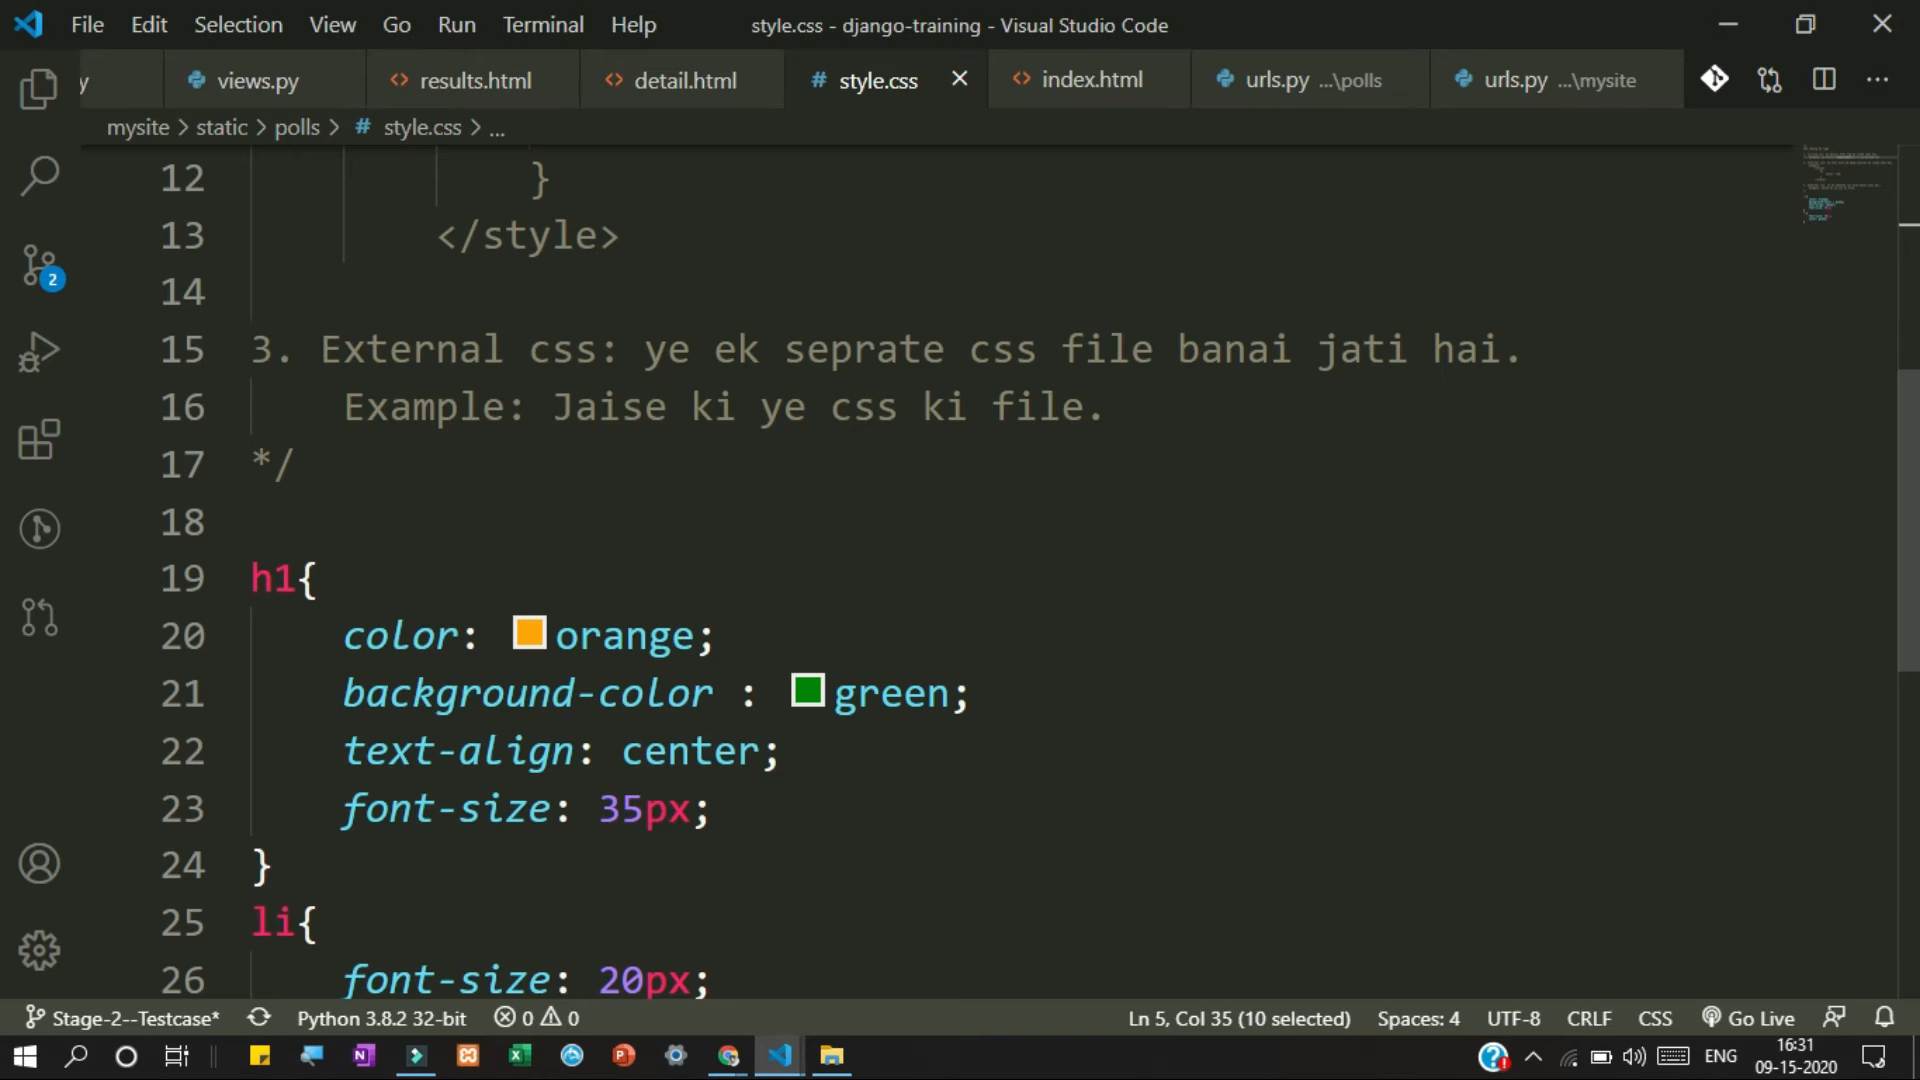 File Edit Selection View Go Run Terminal Help style.css - django-training - Visual Studio Code
y views.py results.html detail.html # style.css index.html urls.py ...\polls urls.py ...\mysite
mysite > static > polls > # style.css > ...
12 }
13 </style>
14
15 3. External css: ye ek seprate css file banai jati hai.
16 Example: Jaise ki ye css ki file.
17 */
18
19 h1{
20 color: orange;
21 background-color : green;
22 text-align: center;
23 font-size: 35px;
24 }
25 li{
26 font-size: 20px;
2
Stage-2--Testcase* Python 3.8.2 32-bit 0 0 Ln 5, Col 35 (10 selected) Spaces: 4 UTF-8 CRLF CSS Go Live
ENG 16:31
09-15-2020